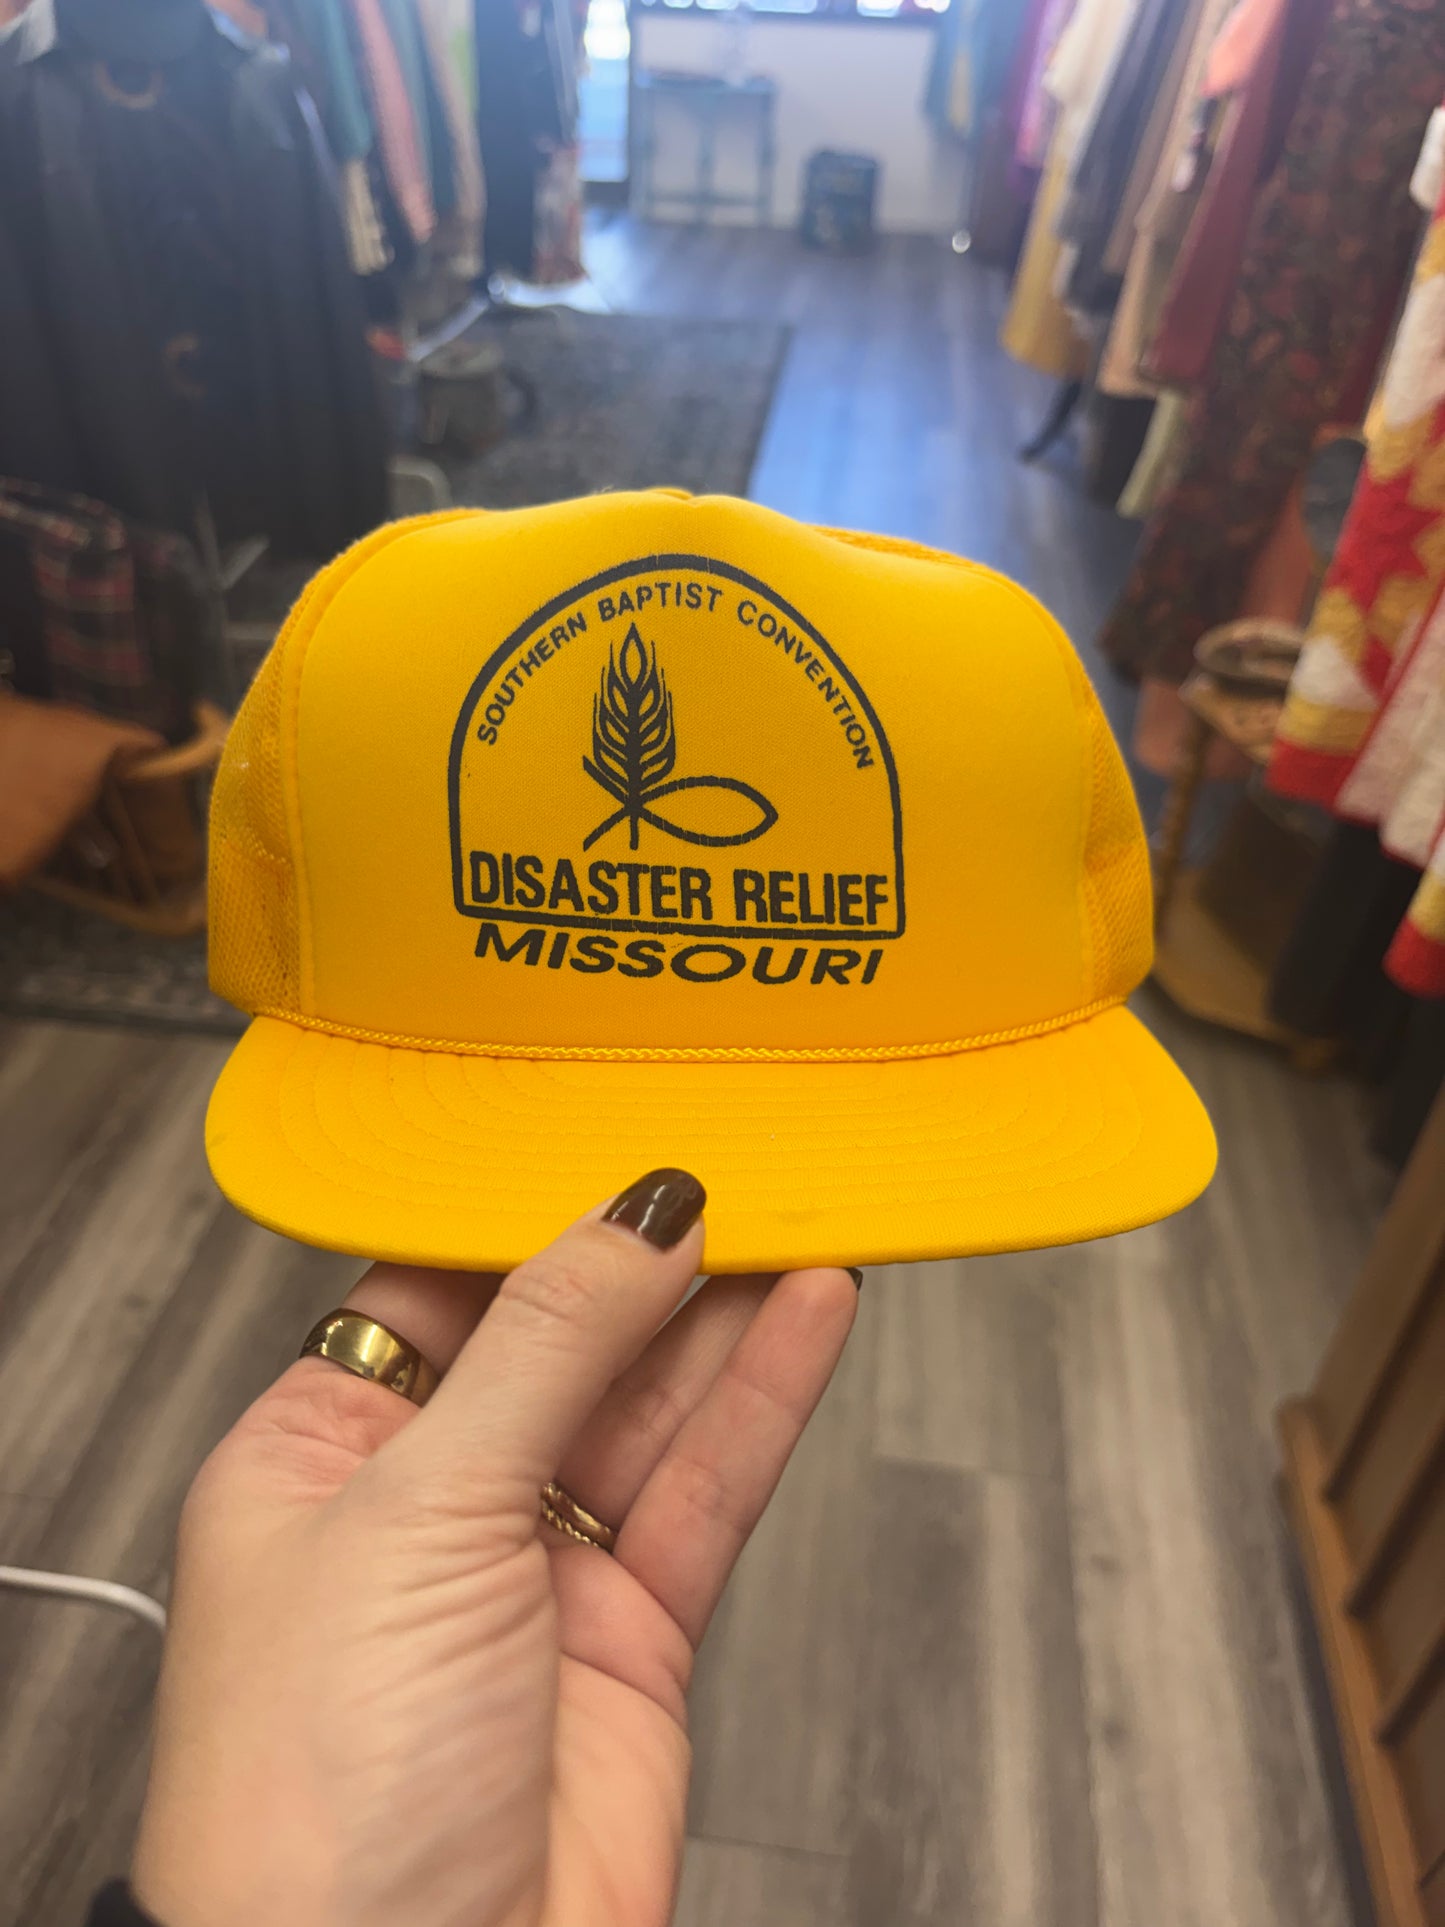 SOUTHERN BAPTIST CONVENTION
DISASTER RELIEF
MISSOURI